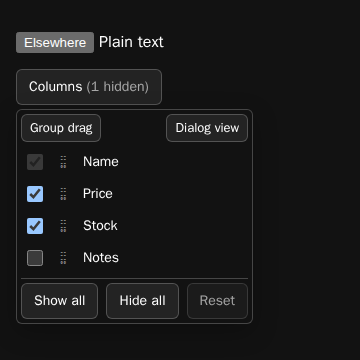 Elsewhere Plain text
Columns (1 hidden)
Group drag Dialog view
Name
Price
Stock
Notes
Show all Hide all Reset